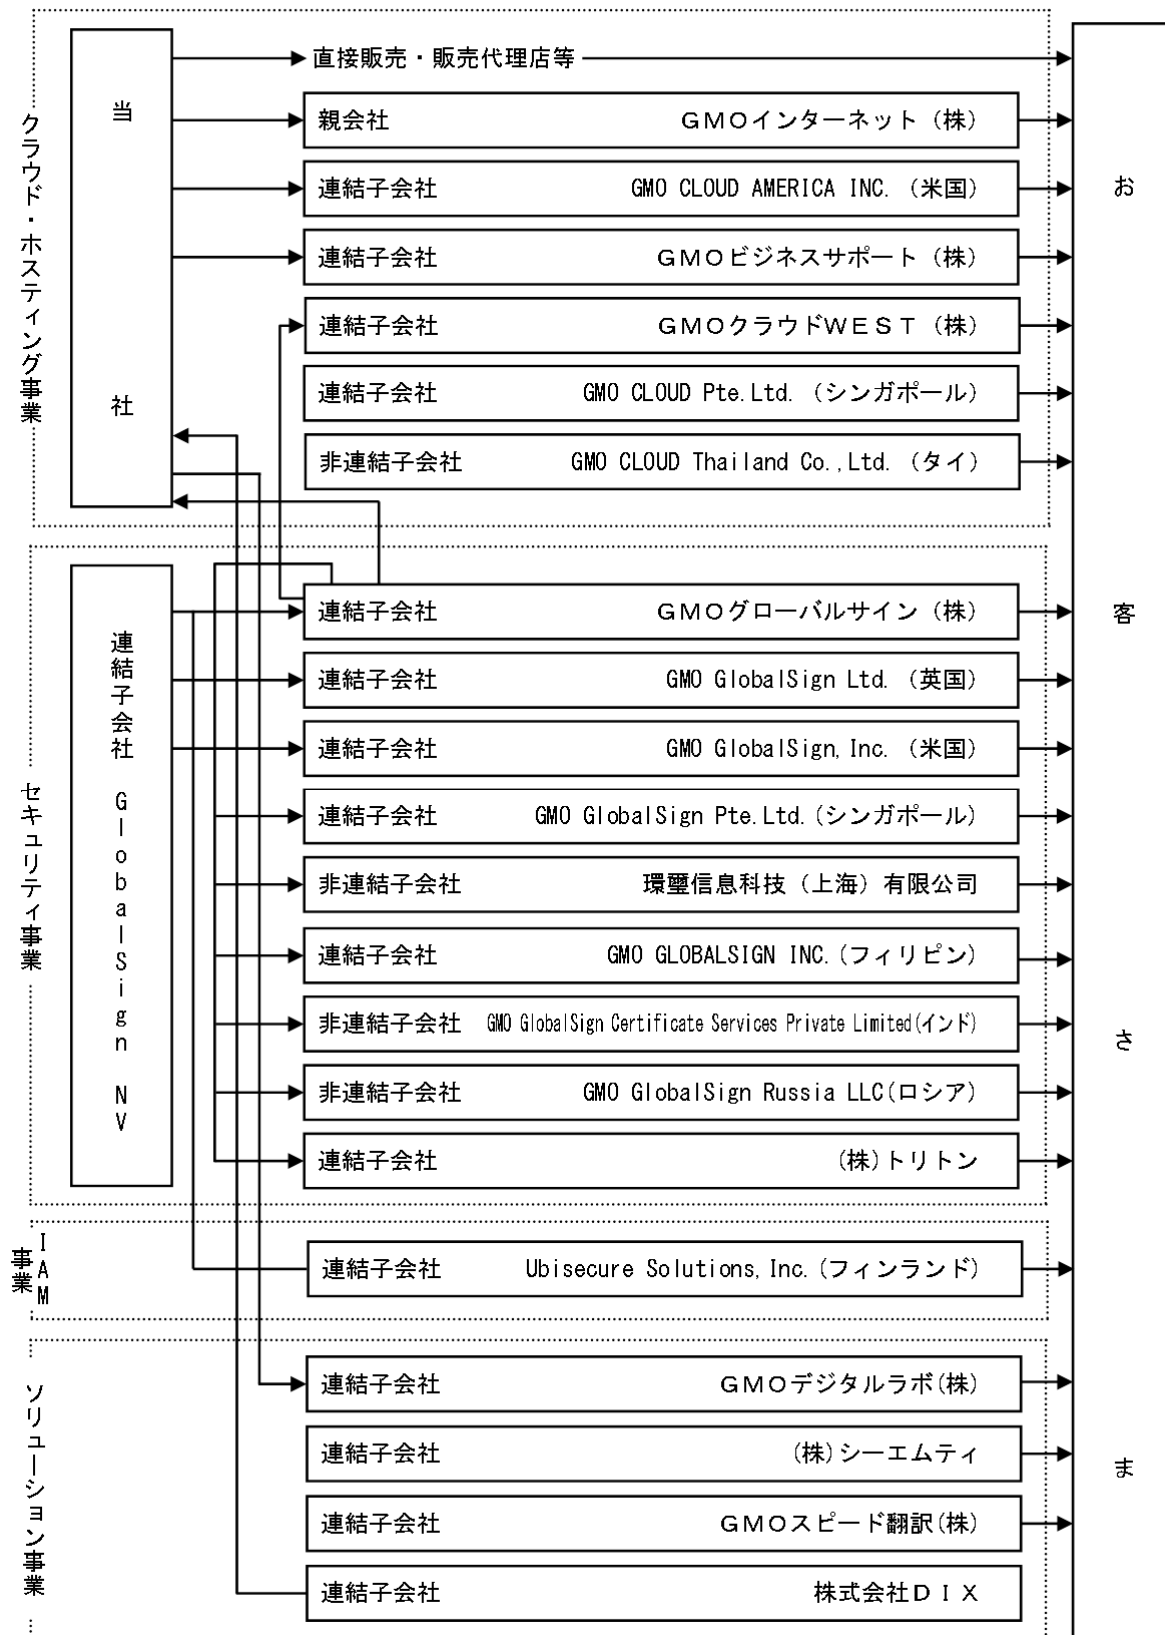 クラウド・ホスティング事業
当社
直接販売・販売代理店等
親会社 GMOインターネット（株）
連結子会社 GMO CLOUD AMERICA INC.（米国）
連結子会社 GMOビジネスサポート（株）
連結子会社 GMOクラウドWEST（株）
連結子会社 GMO CLOUD Pte.Ltd.（シンガポール）
非連結子会社 GMO CLOUD Thailand Co.,Ltd.（タイ）
セキュリティ事業
連結子会社 GlobalSign NV
連結子会社 GMOグローバルサイン（株）
連結子会社 GMO GlobalSign Ltd.（英国）
連結子会社 GMO GlobalSign,Inc.（米国）
連結子会社 GMO GlobalSign Pte.Ltd.(シンガポール)
非連結子会社 環璽信息科技（上海）有限公司
連結子会社 GMO GLOBALSIGN INC.(フィリピン)
非連結子会社 GMO GlobalSign Certificate Services Private Limited(インド)
非連結子会社 GMO GlobalSign Russia LLC(ロシア)
連結子会社 (株)トリトン
IAM事業
連結子会社 Ubisecure Solutions,Inc.(フィンランド)
ソリューション事業
連結子会社 GMOデジタルラボ(株)
連結子会社 (株)シーエムティ
連結子会社 GMOスピード翻訳(株)
連結子会社 株式会社DIX
お客さま